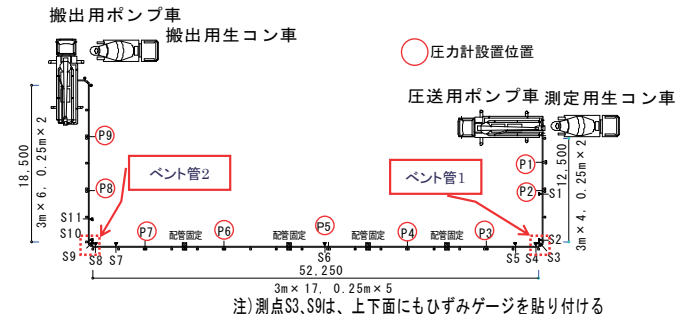 搬出用ポンプ車
搬出用生コン車
圧力計設置位置
圧送用ポンプ車 測定用生コン車
18,500
3m×6, 0.25m×2
P9
P8
ベント管2
ベント管1
P1
P2
S1
12,500
3m×4, 0.25m×2
S11
S10
P7
配管固定
P6
配管固定
P5
配管固定
P4
配管固定
P3
S2
S9
S8
S7
S6
S5
S4
S3
52,250
3m×17, 0.25m×5
注)測点S3、S9は、上下面にもひずみゲージを貼り付ける